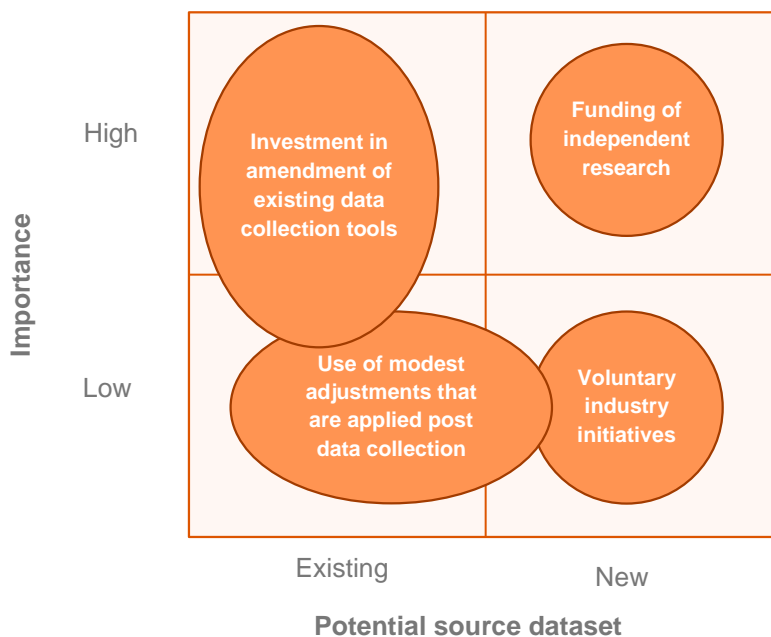 High
Investment in
amendment of
existing data
collection tools
Funding of
independent
research
Importance
Low
Use of modest
adjustments that
are applied post
data collection
Voluntary
industry
initiatives
Existing
New
Potential source dataset